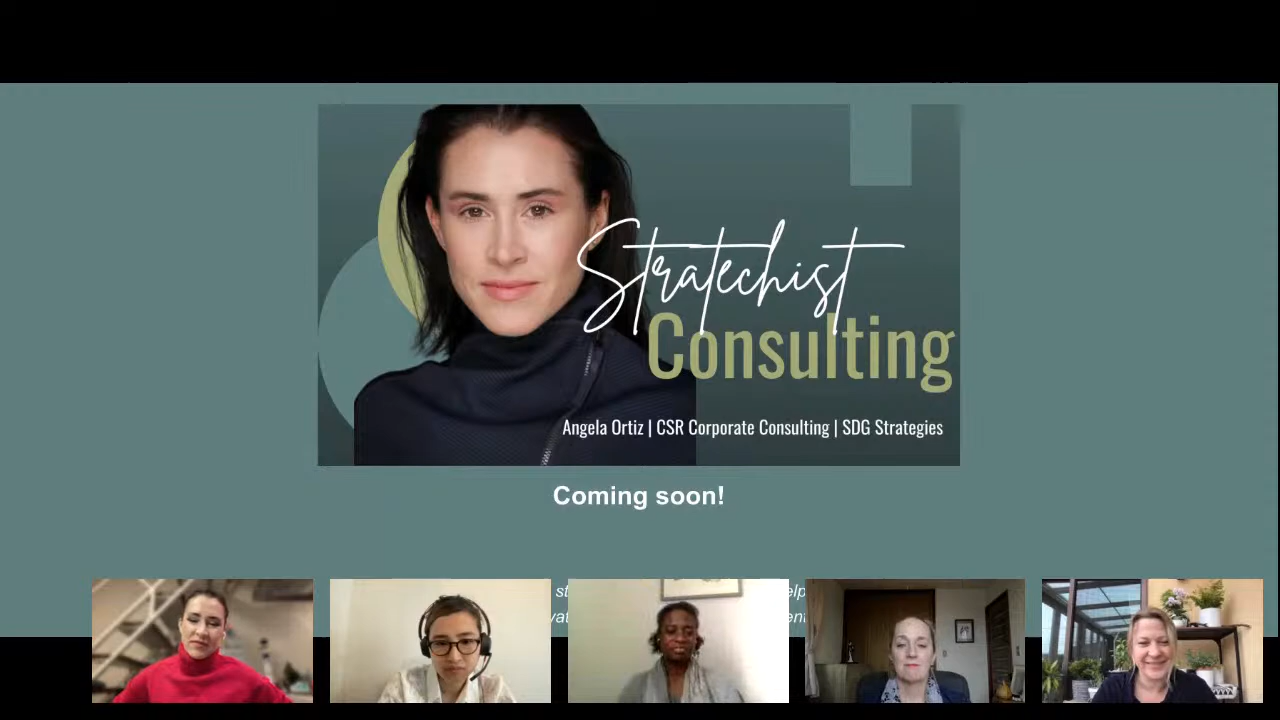 Stratechist
Consulting
Angela Ortiz | CSR Corporate Consulting | SDG Strategies
Coming soon!